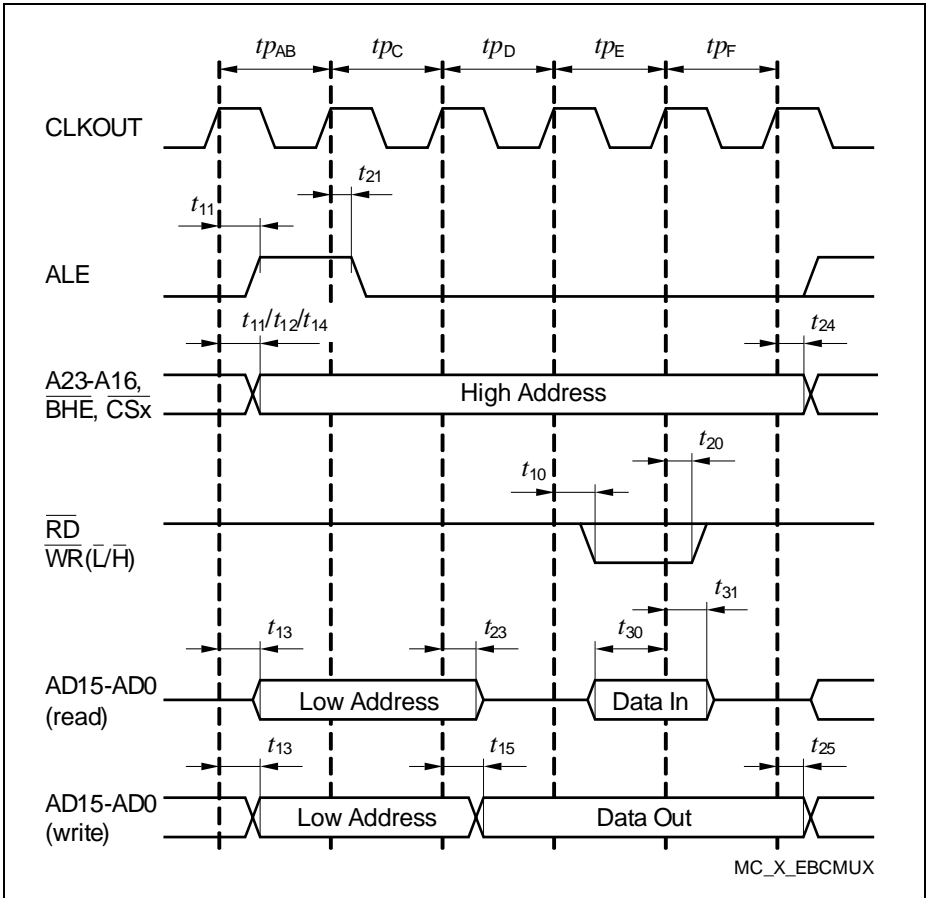 tpAB tpC tpD tpE tpF
CLKOUT
t21
t11
ALE
t11/t12/t14 t24
A23-A16,
BHE, CSx
High Address
t20
t10
RD
WR(L/H)
t31
t13 t23 t30
AD15-AD0
(read)
Low Address Data In
t13 t15 t25
AD15-AD0
(write)
Low Address Data Out
MC_X_EBCMUX